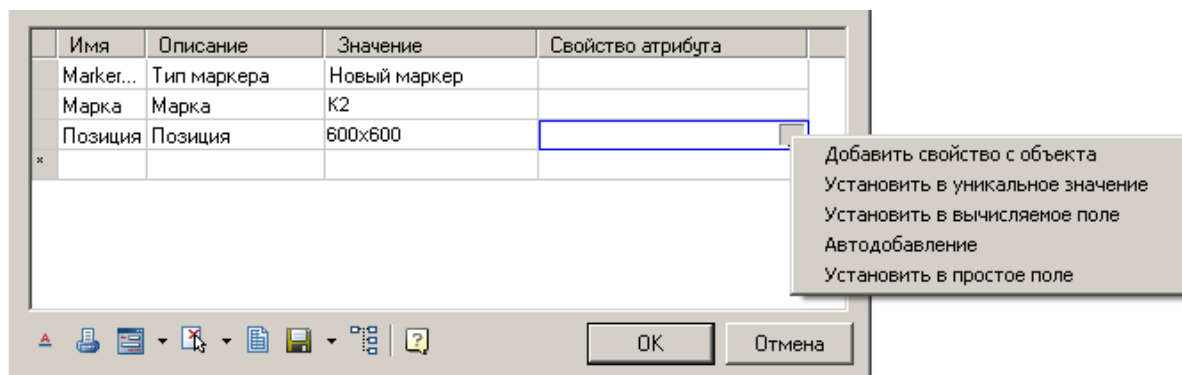 Имя Описание Значение Свойство атрибута
Marker... Тип маркера Новый маркер
Марка Марка К2
Позиция Позиция 600x600
*
Добавить свойство с объекта
Установить в уникальное значение
Установить в вычисляемое поле
Автодобавление
Установить в простое поле
A ?
OK Отмена